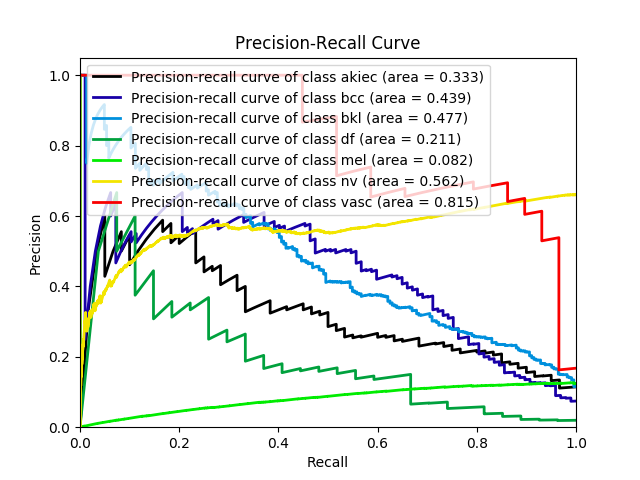 Precision-Recall Curve
Precision-recall curve of class akiec (area = 0.333)
Precision-recall curve of class bcc (area = 0.439)
Precision-recall curve of class bkl (area = 0.477)
Precision-recall curve of class df (area = 0.211)
Precision-recall curve of class mel (area = 0.082)
Precision-recall curve of class nv (area = 0.562)
Precision-recall curve of class vasc (area = 0.815)
Precision
1.0
0.8
0.6
0.4
0.2
0.0
0.0 0.2 0.4 0.6 0.8 1.0
Recall